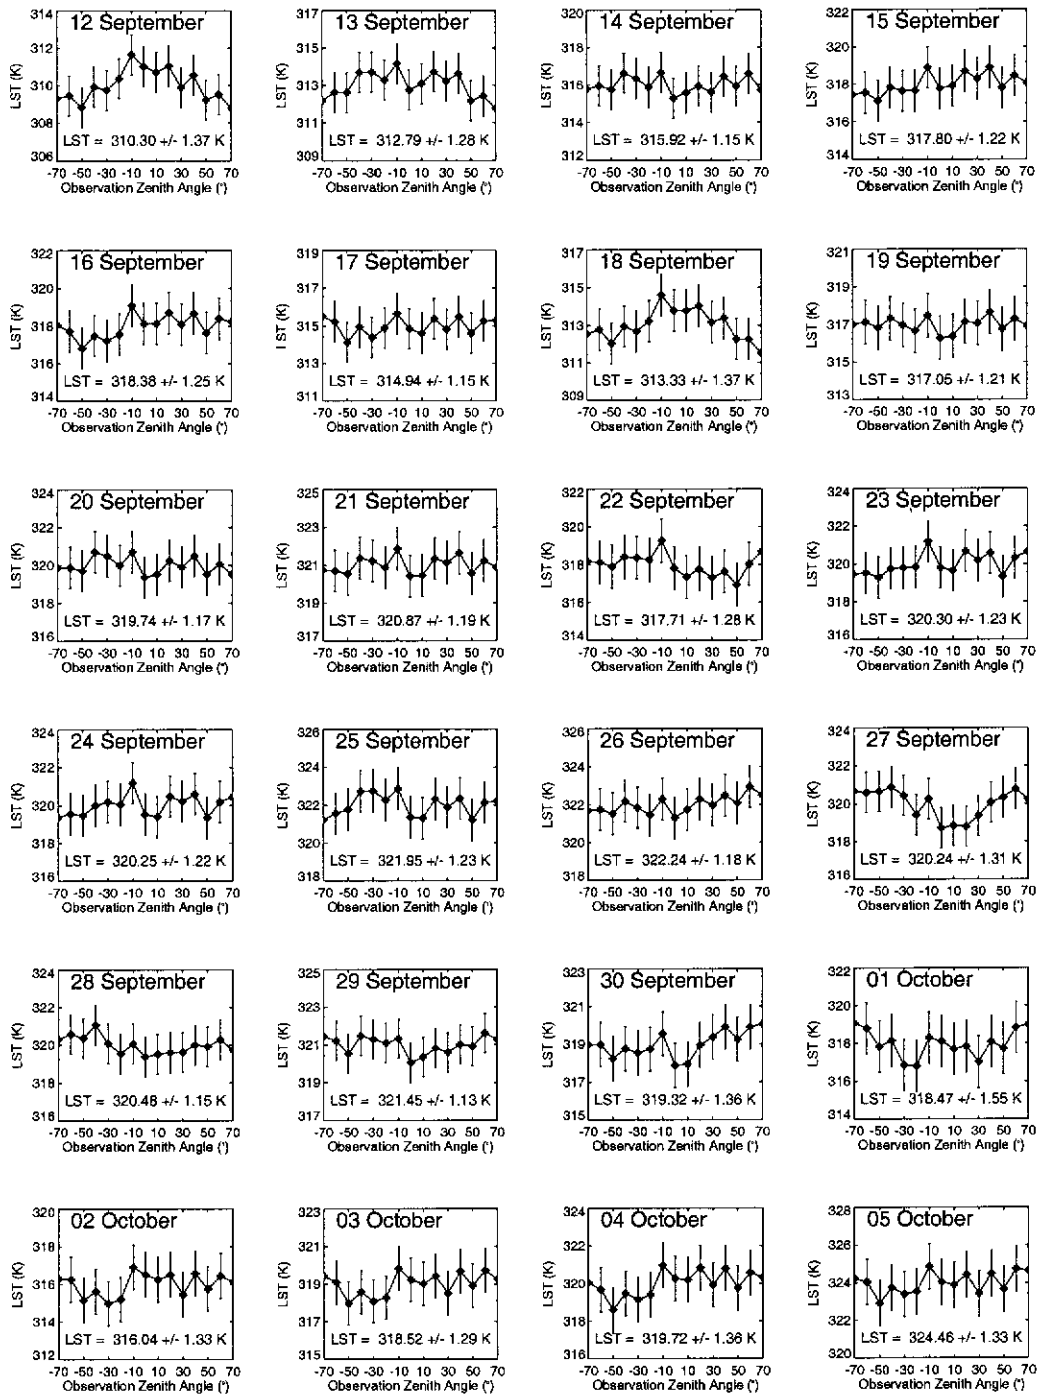 12 September
314
312
310
308
306
LST (K)
LST = 310.30 +/- 1.37 K
-70 -50 -30 -10 10 30 50 70
Observation Zenith Angle (°)
13 September
317
315
313
311
309
LST (K)
LST = 312.79 +/- 1.28 K
-70 -50 -30 -10 10 30 50 70
Observation Zenith Angle (°)
14 September
320
318
316
314
312
LST (K)
LST = 315.92 +/- 1.15 K
-70 -50 -30 -10 10 30 50 70
Observation Zenith Angle (°)
15 September
322
320
318
316
314
LST (K)
LST = 317.80 +/- 1.22 K
-70 -50 -30 -10 10 30 50 70
Observation Zenith Angle (°)
16 September
322
320
318
316
314
LST (K)
LST = 318.38 +/- 1.25 K
-70 -50 -30 -10 10 30 50 70
Observation Zenith Angle (°)
17 September
319
317
315
313
311
LST (K)
LST = 314.94 +/- 1.15 K
-70 -50 -30 -10 10 30 50 70
Observation Zenith Angle (°)
18 September
317
315
313
311
309
LST (K)
LST = 313.33 +/- 1.37 K
-70 -50 -30 -10 10 30 50 70
Observation Zenith Angle (°)
19 September
321
319
317
315
313
LST (K)
LST = 317.05 +/- 1.21 K
-70 -50 -30 -10 10 30 50 70
Observation Zenith Angle (°)
20 September
324
322
320
318
316
LST (K)
LST = 319.74 +/- 1.17 K
-70 -50 -30 -10 10 30 50 70
Observation Zenith Angle (°)
21 September
325
323
321
319
317
LST (K)
LST = 320.87 +/- 1.19 K
-70 -50 -30 -10 10 30 50 70
Observation Zenith Angle (°)
22 September
322
320
318
316
314
LST (K)
LST = 317.71 +/- 1.28 K
-70 -50 -30 -10 10 30 50 70
Observation Zenith Angle (°)
23 September
324
322
320
318
316
LST (K)
LST = 320.30 +/- 1.23 K
-70 -50 -30 -10 10 30 50 70
Observation Zenith Angle (°)
24 September
324
322
320
318
316
LST (K)
LST = 320.25 +/- 1.22 K
-70 -50 -30 -10 10 30 50 70
Observation Zenith Angle (°)
25 September
326
324
322
320
318
LST (K)
LST = 321.95 +/- 1.23 K
-70 -50 -30 -10 10 30 50 70
Observation Zenith Angle (°)
26 September
326
324
322
320
318
LST (K)
LST = 322.24 +/- 1.18 K
-70 -50 -30 -10 10 30 50 70
Observation Zenith Angle (°)
27 September
324
322
320
318
316
LST (K)
LST = 320.24 +/- 1.31 K
-70 -50 -30 -10 10 30 50 70
Observation Zenith Angle (°)
28 September
324
322
320
318
316
LST (K)
LST = 320.48 +/- 1.15 K
-70 -50 -30 -10 10 30 50 70
Observation Zenith Angle (°)
29 September
325
323
321
319
317
LST (K)
LST = 321.45 +/- 1.13 K
-70 -50 -30 -10 10 30 50 70
Observation Zenith Angle (°)
30 September
323
321
319
317
315
LST (K)
LST = 319.32 +/- 1.36 K
-70 -50 -30 -10 10 30 50 70
Observation Zenith Angle (°)
01 October
322
320
318
316
314
LST (K)
LST = 318.47 +/- 1.55 K
-70 -50 -30 -10 10 30 50 70
Observation Zenith Angle (°)
02 October
320
318
316
314
312
LST (K)
LST = 316.04 +/- 1.33 K
-70 -50 -30 -10 10 30 50 70
Observation Zenith Angle (°)
03 October
323
321
319
317
315
LST (K)
LST = 318.52 +/- 1.29 K
-70 -50 -30 -10 10 30 50 70
Observation Zenith Angle (°)
04 October
324
322
320
318
316
LST (K)
LST = 319.72 +/- 1.36 K
-70 -50 -30 -10 10 30 50 70
Observation Zenith Angle (°)
05 October
328
326
324
322
320
LST (K)
LST = 324.46 +/- 1.33 K
-70 -50 -30 -10 10 30 50 70
Observation Zenith Angle (°)